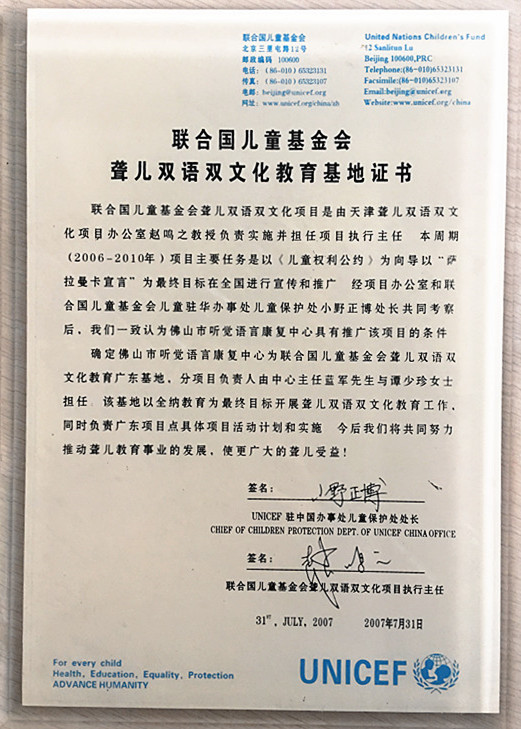 联合国儿童基金会
北京三里屯路12号
邮政编码 100600
电话:(86-010)65323131
传真:(86-010)65323107
电邮:beijing@unicef.org
网址:www.unicef.org/china/zh
United Nations Children's Fund
12 Sanlitun Lu
Beijing 100600,PRC
Telephone:(86-010)65323131
Facsimile:(86-010)65323107
Email:beijing@unicef.org
Website:www.unicef.org/china
联合国儿童基金会
聋儿双语双文化教育基地证书
联合国儿童基金会聋儿双语双文化项目是由天津聋儿双语双文
化项目办公室赵鸣之教授负责实施并担任项目执行主任 本周期
(2006-2010年)项目主要任务是以《儿童权利公约》为向导以“萨
拉曼卡宣言”为最终目标在全国进行宣传和推广 经项目办公室和联
合国儿童基金会儿童驻华办事处儿童保护处小野正博处长共同考察
后,我们一致认为佛山市听觉语言康复中心具有推广该项目的条件
确定佛山市听觉语言康复中心为联合国儿童基金会聋儿双语双
文化教育广东基地,分项目负责人由中心主任蓝军先生与谭少珍女士
担任.该基地以全纳教育为最终目标开展聋儿双语双文化教育工作,
同时负责广东项目点具体项目活动计划和实施 今后我们将共同努力
推动聋儿教育事业的发展,使更广大的聋儿受益!
签名: 小野正博
UNICEF 驻中国办事处儿童保护处处长
CHIEF OF CHILDREN PROTECTION DEPT. OF UNICEF CHINA OFFICE
签名:
联合国儿童基金会聋儿双语双文化项目执行主任
31ST, JULY, 2007 2007年7月31日
For every child
Health, Education, Equality, Protection
ADVANCE HUMANITY
UNICEF